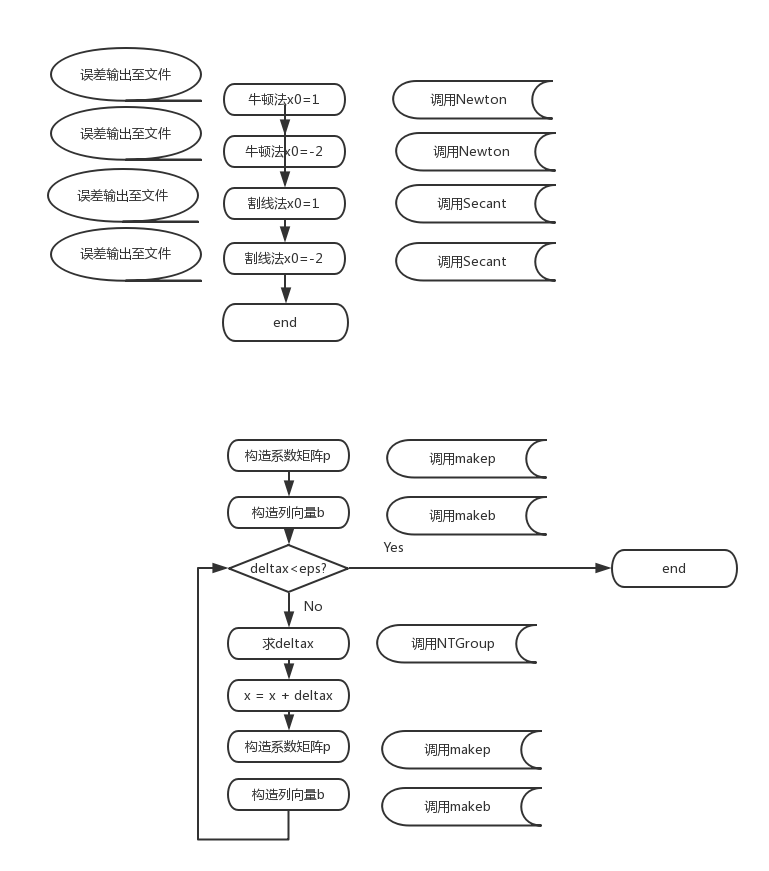 误差输出至文件
牛顿法x0=1
调用Newton
误差输出至文件
牛顿法x0=-2
调用Newton
误差输出至文件
割线法x0=1
调用Secant
误差输出至文件
割线法x0=-2
调用Secant
end
构造系数矩阵p
调用makep
构造列向量b
调用makeb
Yes
deltax<eps?
end
No
求deltax
调用NTGroup
x = x + deltax
构造系数矩阵p
调用makep
构造列向量b
调用makeb